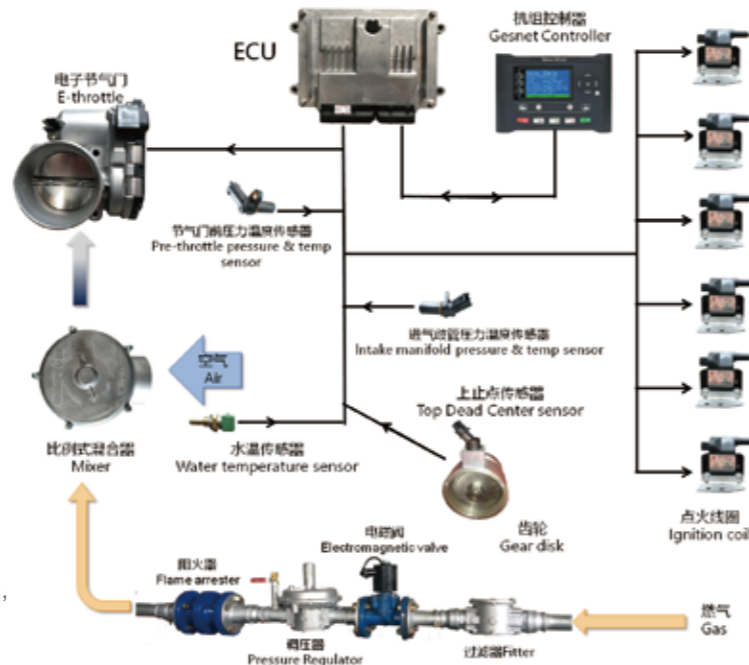 ECU
机组控制器
Gesnet Controller
电子节气门
E-throttle
节气门前压力温度传感器
Pre-throttle pressure & temp
sensor
进气歧管压力温度传感器
Intake manifold pressure & temp sensor
空气
Air
上止点传感器
Top Dead Center sensor
比例式混合器
Mixer
水温传感器
Water temperature sensor
齿轮
Gear disk
点火线圈
Ignition coil
电磁阀
Electromagnetic valve
阻火器
Flame arrester
燃气
Gas
调压器
Pressure Regulator
过滤器Fitter